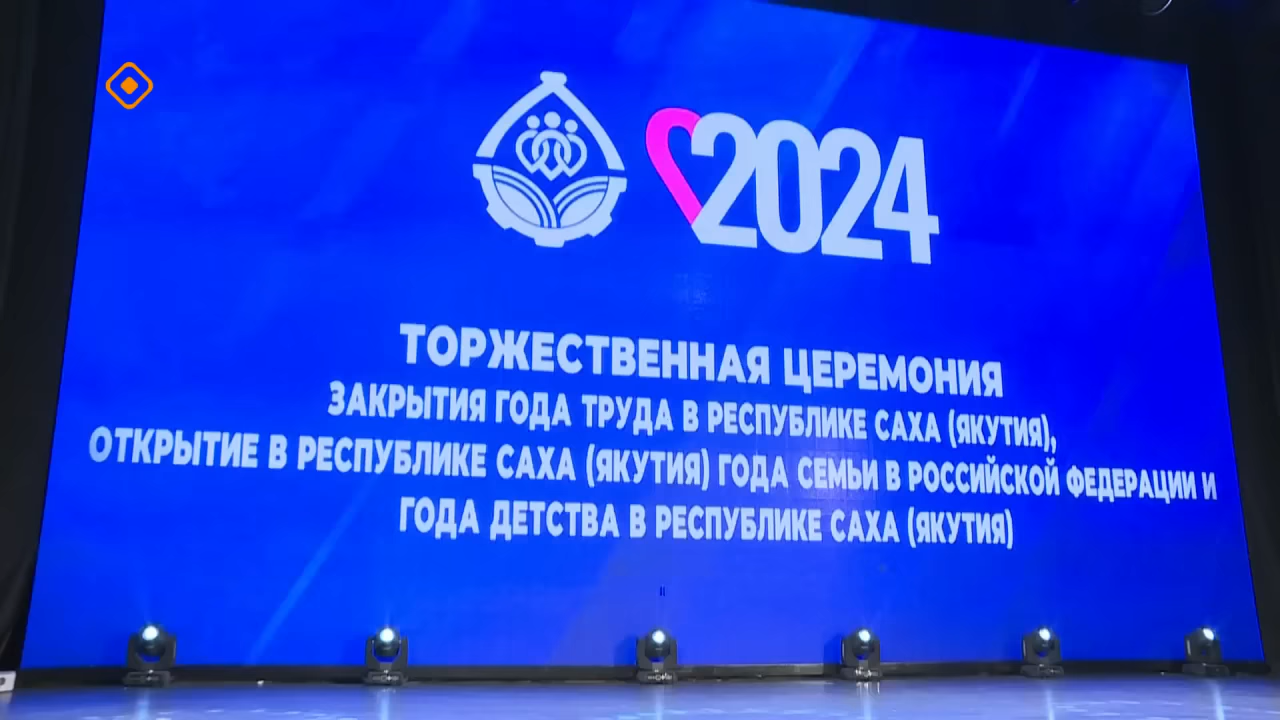 2024
ТОРЖЕСТВЕННАЯ ЦЕРЕМОНИЯ
ЗАКРЫТИЯ ГОДА ТРУДА В РЕСПУБЛИКЕ САХА (ЯКУТИЯ),
ОТКРЫТИЕ В РЕСПУБЛИКЕ САХА (ЯКУТИЯ) ГОДА СЕМЬИ В РОССИЙСКОЙ ФЕДЕРАЦИИ И
ГОДА ДЕТСТВА В РЕСПУБЛИКЕ САХА (ЯКУТИЯ)